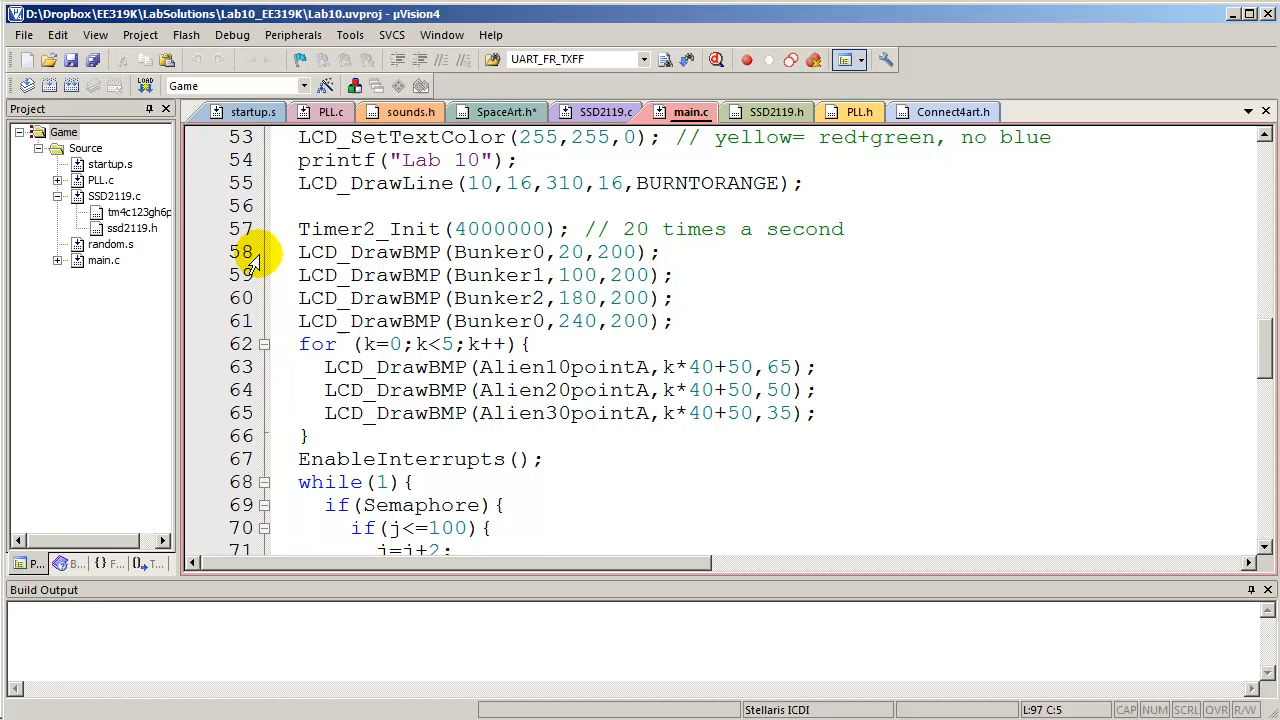 D:\Dropbox\EE319K\LabSolutions\Lab10_EE319K\Lab10.uvproj - µVision4
File Edit View Project Flash Debug Peripherals Tools SVCS Window Help
UART_FR_TXFF
LOAD Game
Project
startup.s PLL.c sounds.h SpaceArt.h* SSD2119.c main.c SSD2119.h PLL.h Connect4art.h
Game
Source
startup.s
PLL.c
SSD2119.c
tm4c123gh6p
ssd2119.h
random.s
main.c
53 LCD_SetTextColor(255,255,0); // yellow= red+green, no blue
54 printf("Lab 10");
55 LCD_DrawLine(10,16,310,16,BURNTORANGE);
56
57 Timer2_Init(4000000); // 20 times a second
58 LCD_DrawBMP(Bunker0,20,200);
59 LCD_DrawBMP(Bunker1,100,200);
60 LCD_DrawBMP(Bunker2,180,200);
61 LCD_DrawBMP(Bunker0,240,200);
62 for (k=0;k<5;k++){
63 LCD_DrawBMP(Alien10pointA,k*40+50,65);
64 LCD_DrawBMP(Alien20pointA,k*40+50,50);
65 LCD_DrawBMP(Alien30pointA,k*40+50,35);
66 }
67 EnableInterrupts();
68 while(1){
69 if(Semaphore){
70 if(j<=100){
71 j=j+2;
P... B... {} F... T...
Build Output
Stellaris ICDI L:97 C:5 CAP NUM SCRL OVR R/W